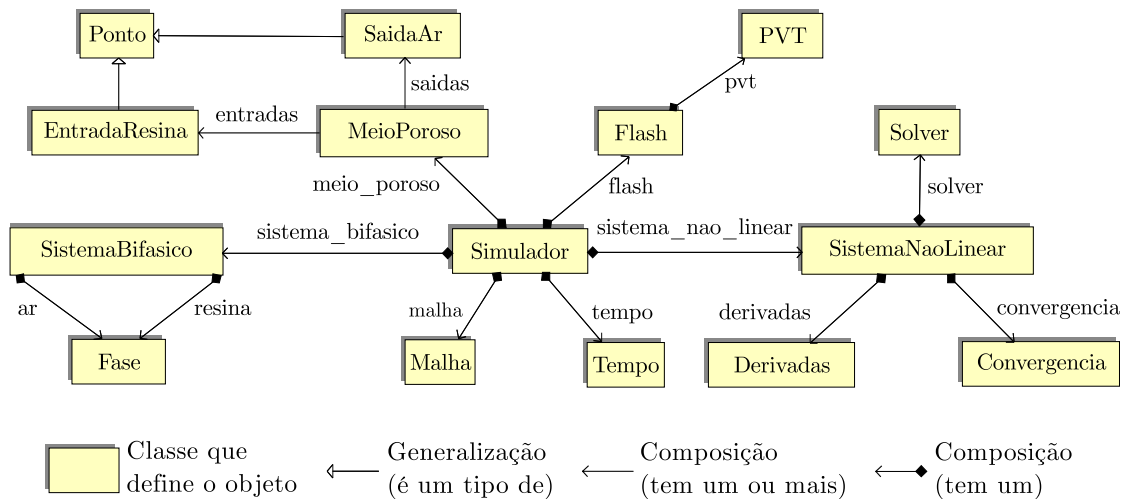 Ponto
SaidaAr
PVT
saidas
pvt
entradas
EntradaResina
MeioPoroso
Flash
Solver
meio_poroso
flash
solver
sistema_bifasico
sistema_nao_linear
SistemaBifasico
Simulador
SistemaNaoLinear
ar
resina
malha
tempo
derivadas
convergencia
Fase
Malha
Tempo
Derivadas
Convergencia
Classe que
define o objeto
Generalização
(é um tipo de)
Composição
(tem um ou mais)
Composição
(tem um)